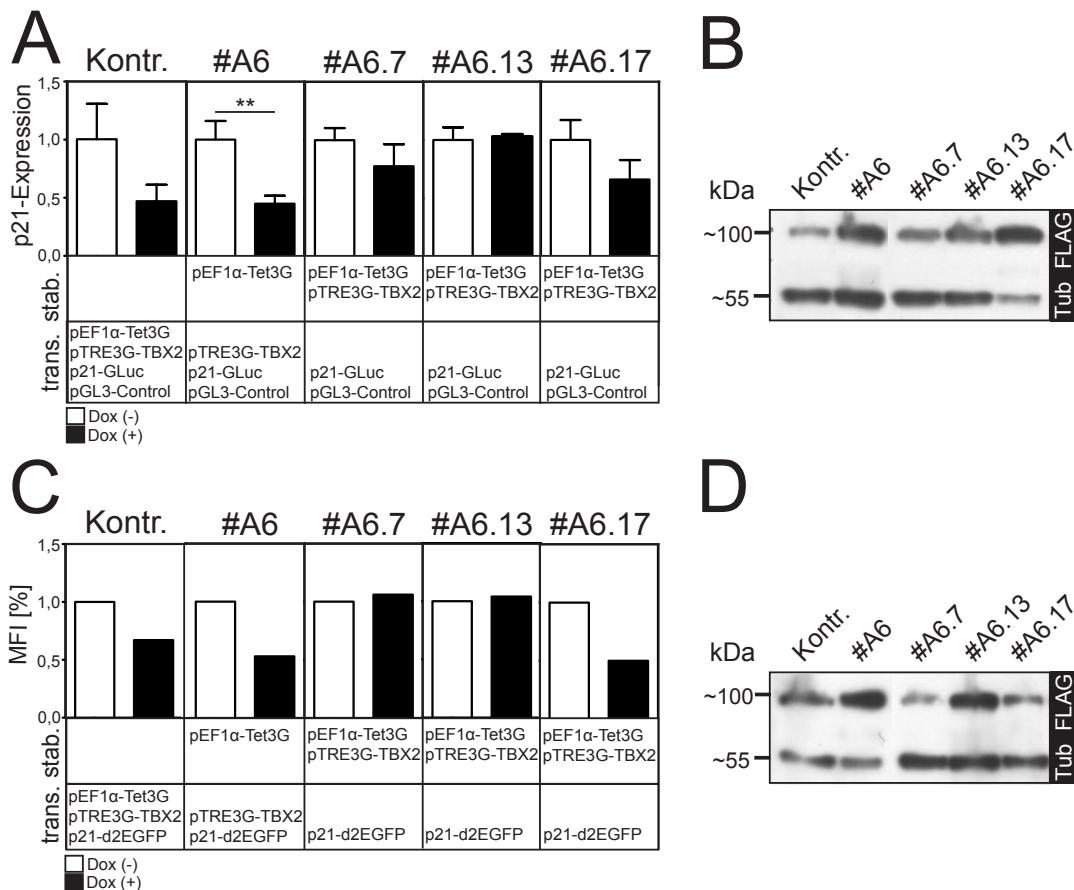 A
Kontr. #A6 #A6.7 #A6.13 #A6.17
p21-Expression
1,5
1,0
0,5
0,0
**
stab.
pEF1α-Tet3G
pEF1α-Tet3G
pTRE3G-TBX2
pEF1α-Tet3G
pTRE3G-TBX2
pEF1α-Tet3G
pTRE3G-TBX2
trans.
pEF1α-Tet3G
pTRE3G-TBX2
p21-GLuc
pGL3-Control
pTRE3G-TBX2
p21-GLuc
pGL3-Control
p21-GLuc
pGL3-Control
p21-GLuc
pGL3-Control
p21-GLuc
pGL3-Control
Dox (-)
Dox (+)
B
kDa
Kontr. #A6 #A6.7 #A6.13 #A6.17
~100
~55
FLAG
Tub
C
Kontr. #A6 #A6.7 #A6.13 #A6.17
MFI [%]
1,5
1,0
0,5
0,0
stab.
pEF1α-Tet3G
pEF1α-Tet3G
pTRE3G-TBX2
pEF1α-Tet3G
pTRE3G-TBX2
pEF1α-Tet3G
pTRE3G-TBX2
trans.
pEF1α-Tet3G
pTRE3G-TBX2
p21-d2EGFP
pTRE3G-TBX2
p21-d2EGFP
p21-d2EGFP
p21-d2EGFP
p21-d2EGFP
Dox (-)
Dox (+)
D
kDa
Kontr. #A6 #A6.7 #A6.13 #A6.17
~100
~55
FLAG
Tub